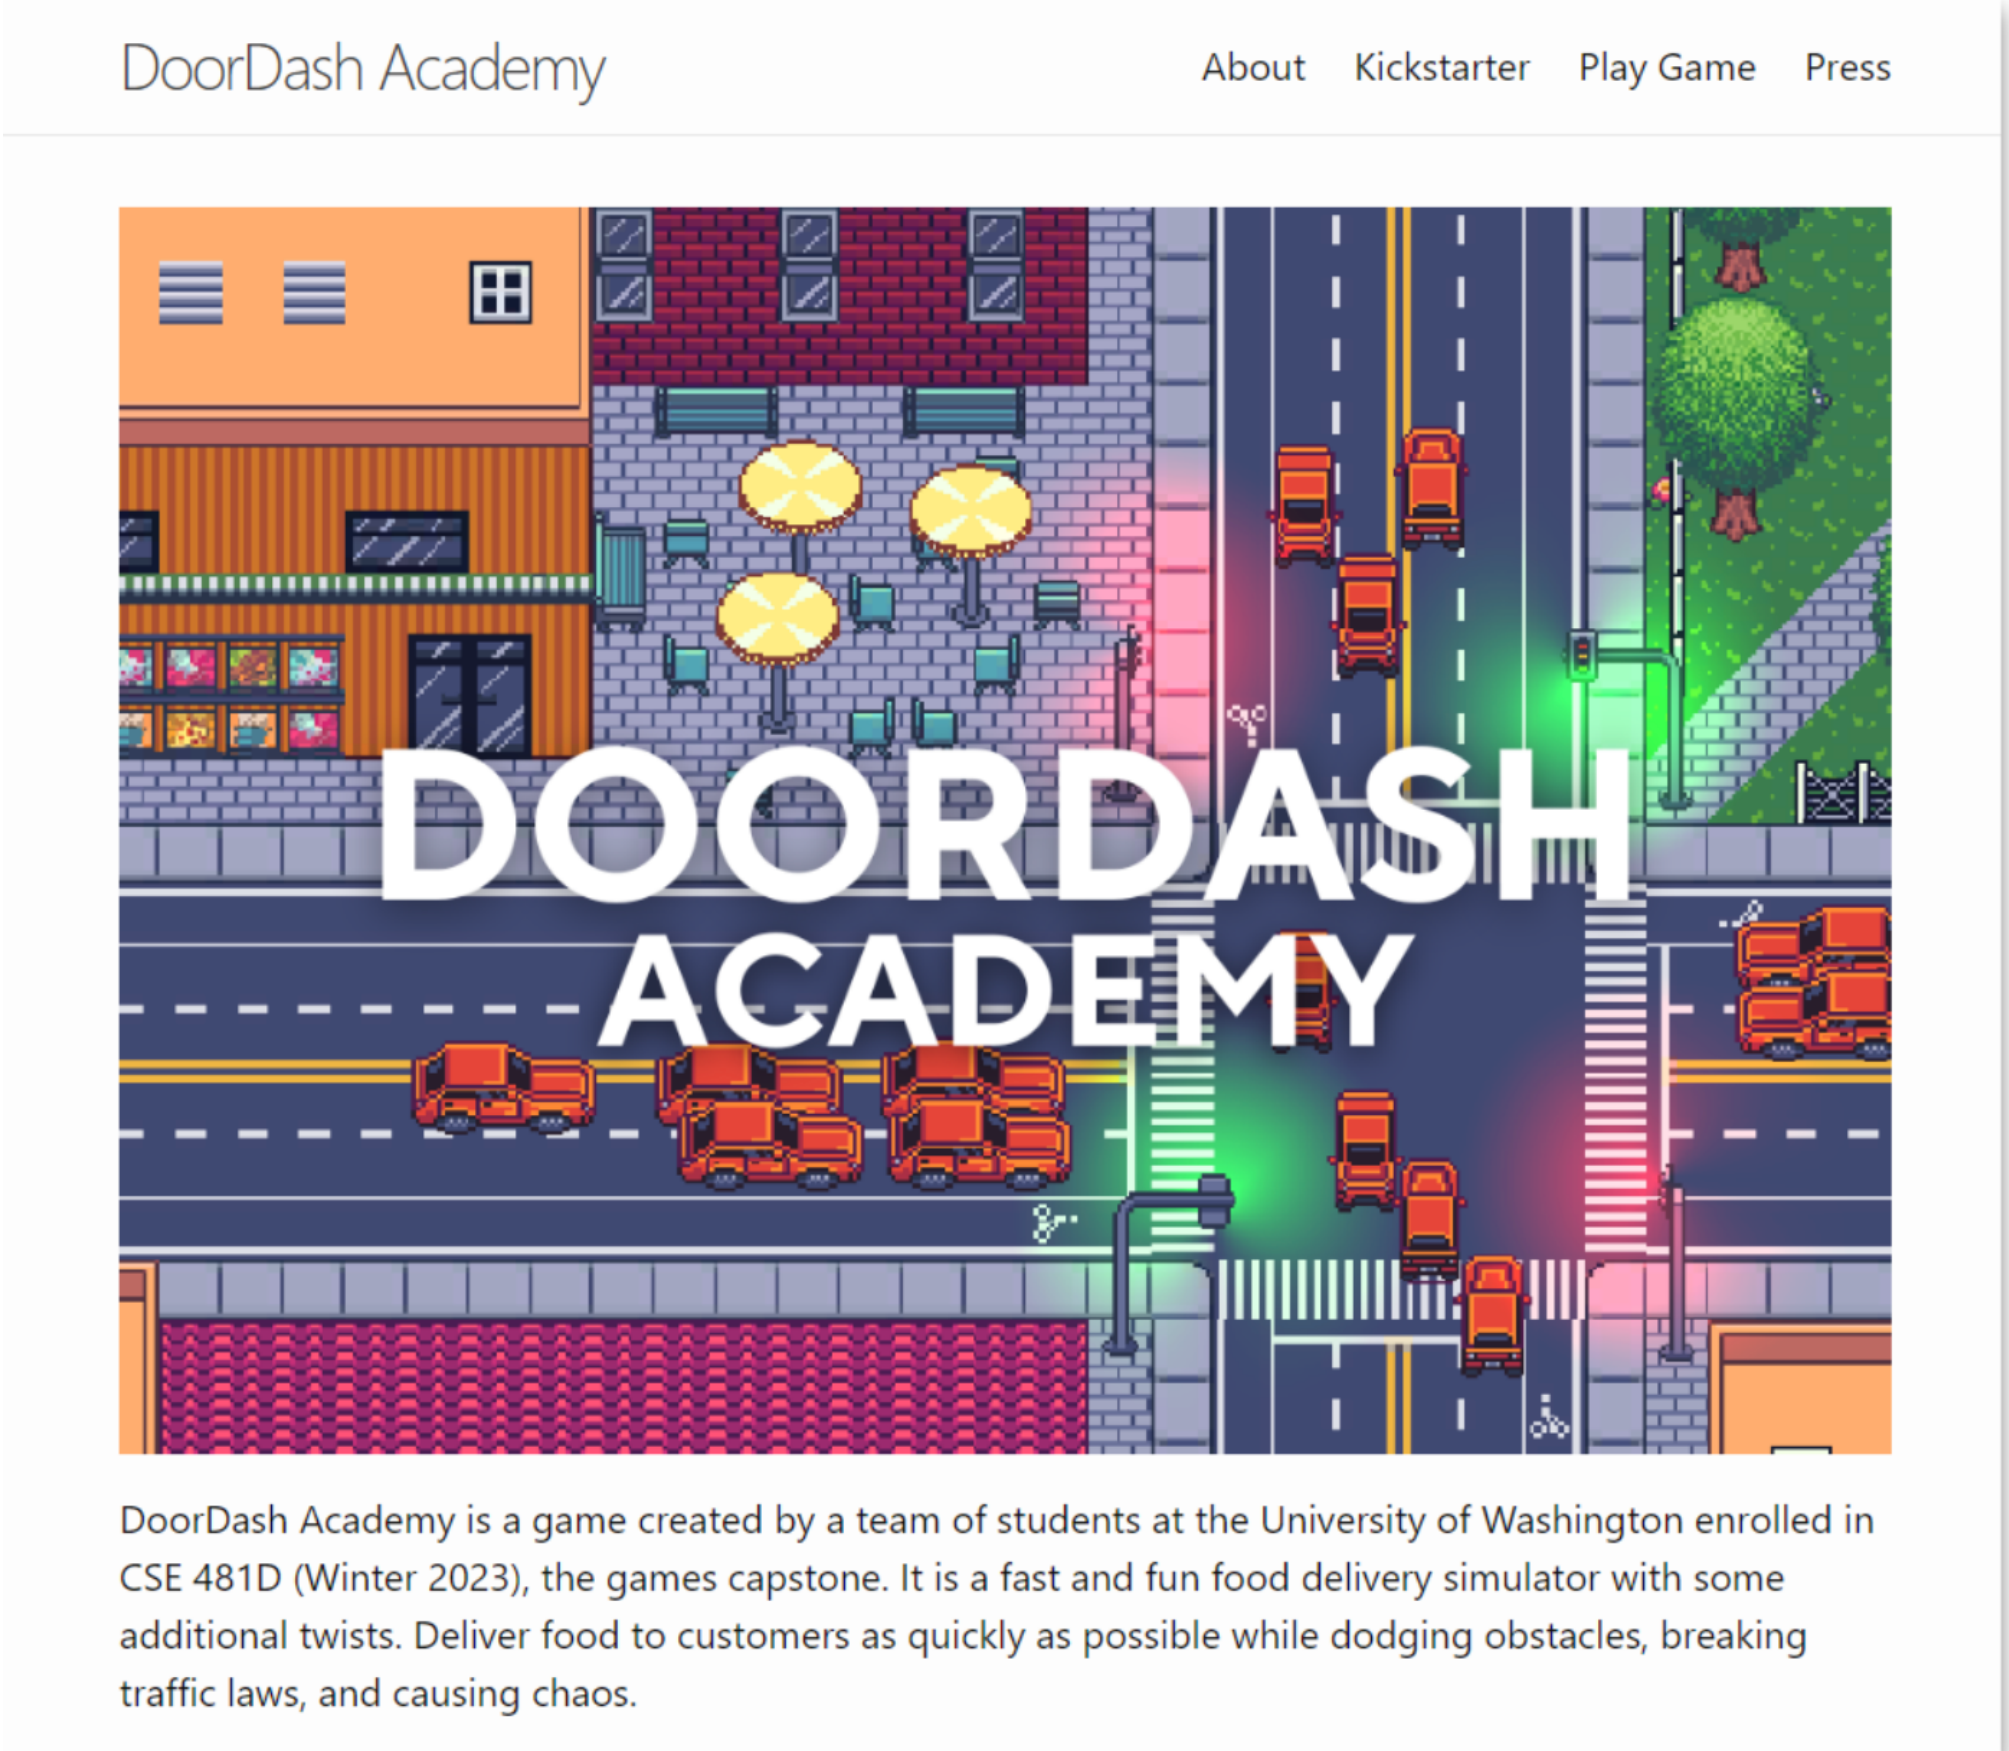 DoorDash Academy
About Kickstarter Play Game Press
DOORDASH
ACADEMY
DoorDash Academy is a game created by a team of students at the University of Washington enrolled in
CSE 481D (Winter 2023), the games capstone. It is a fast and fun food delivery simulator with some
additional twists. Deliver food to customers as quickly as possible while dodging obstacles, breaking
traffic laws, and causing chaos.